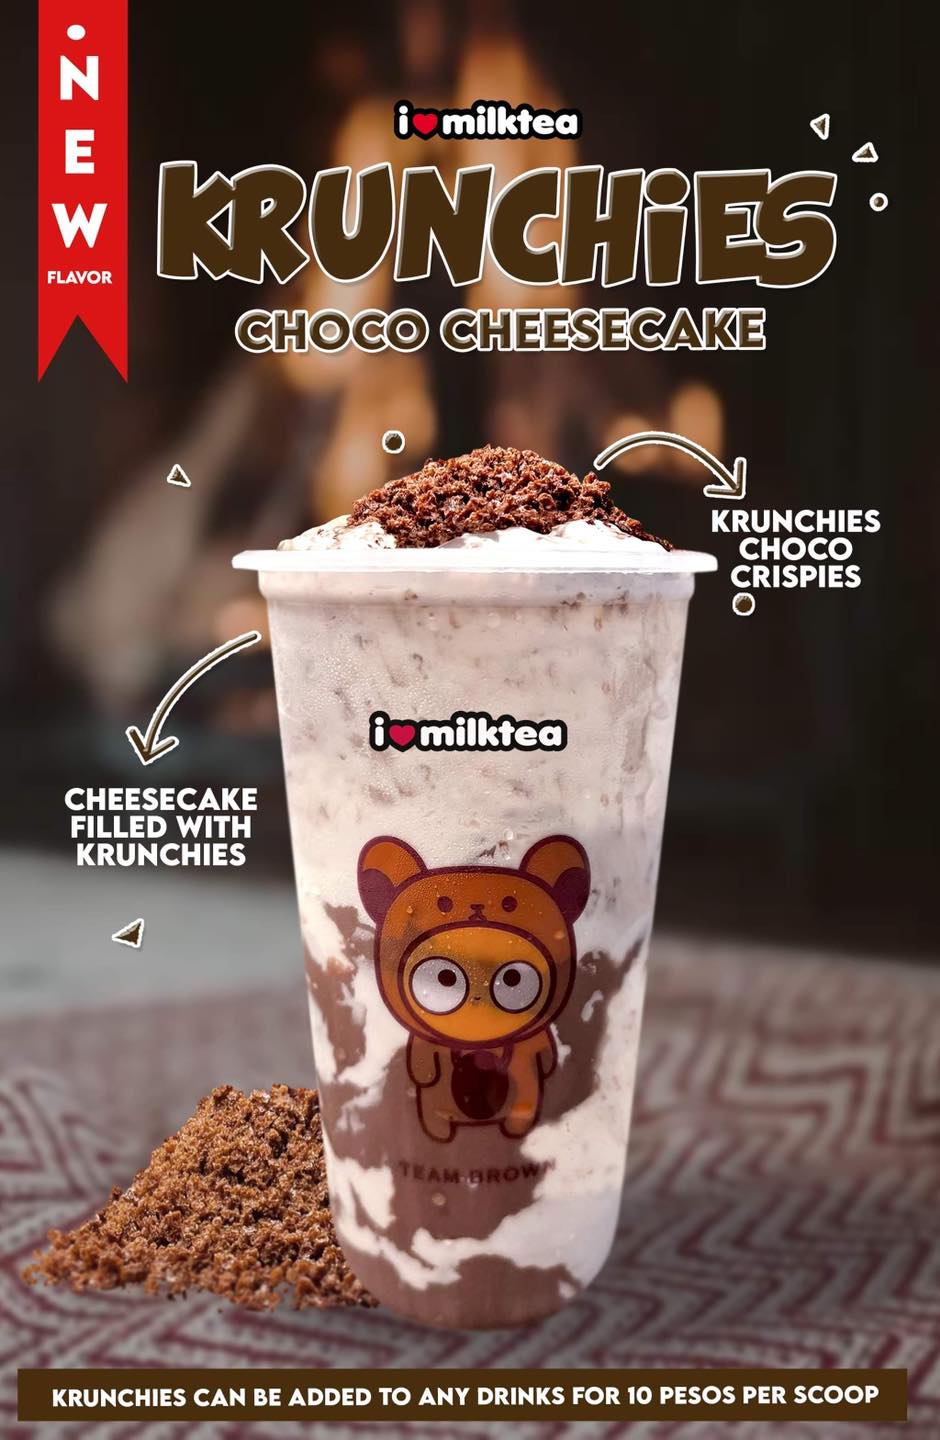 NEW
FLAVOR
i❤milktea
KRUNCHiES
CHOCO CHEESECAKE
KRUNCHIES
CHOCO
CRISPIES
CHEESECAKE
FILLED WITH
KRUNCHIES
i❤milktea
TEAM BROWN
KRUNCHIES CAN BE ADDED TO ANY DRINKS FOR 10 PESOS PER SCOOP